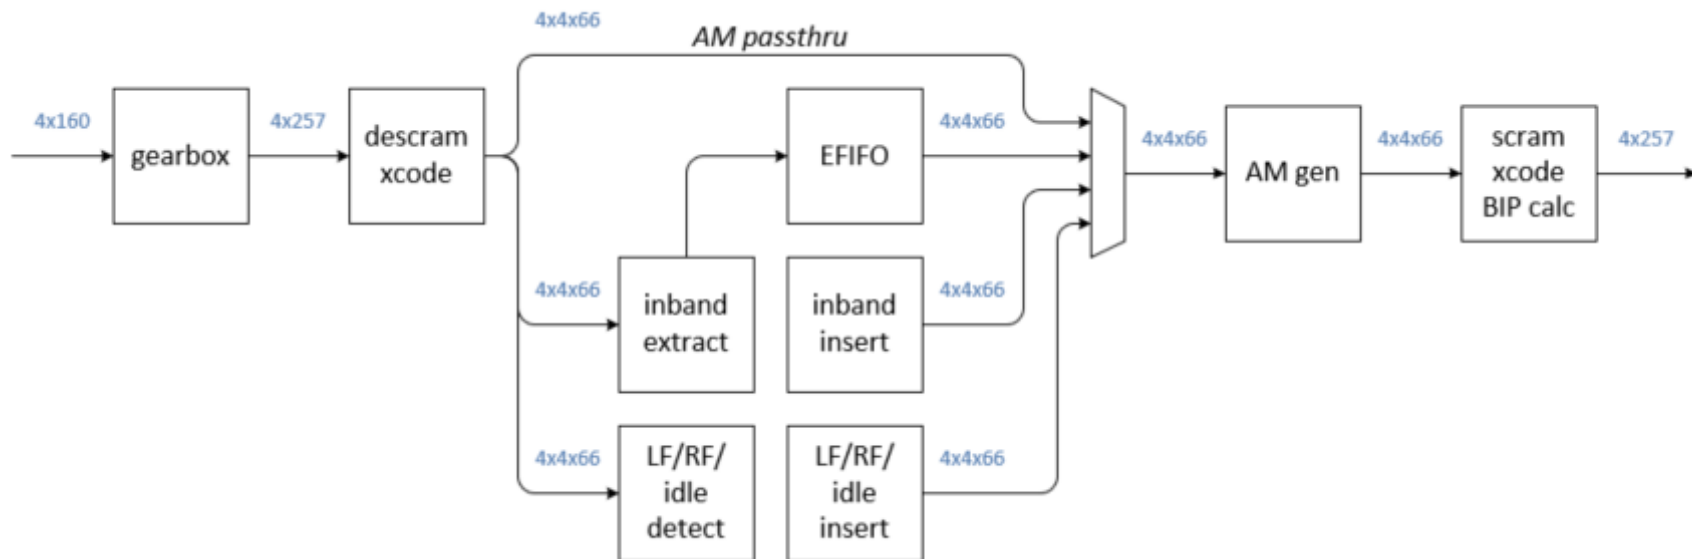 4x4x66
AM passthru
4x160
gearbox
4x257
descram
xcode
EFIFO
4x4x66
4x4x66
AM gen
4x4x66
scram
xcode
BIP calc
4x257
4x4x66
inband
extract
inband
insert
4x4x66
4x4x66
LF/RF/
idle
detect
LF/RF/
idle
insert
4x4x66